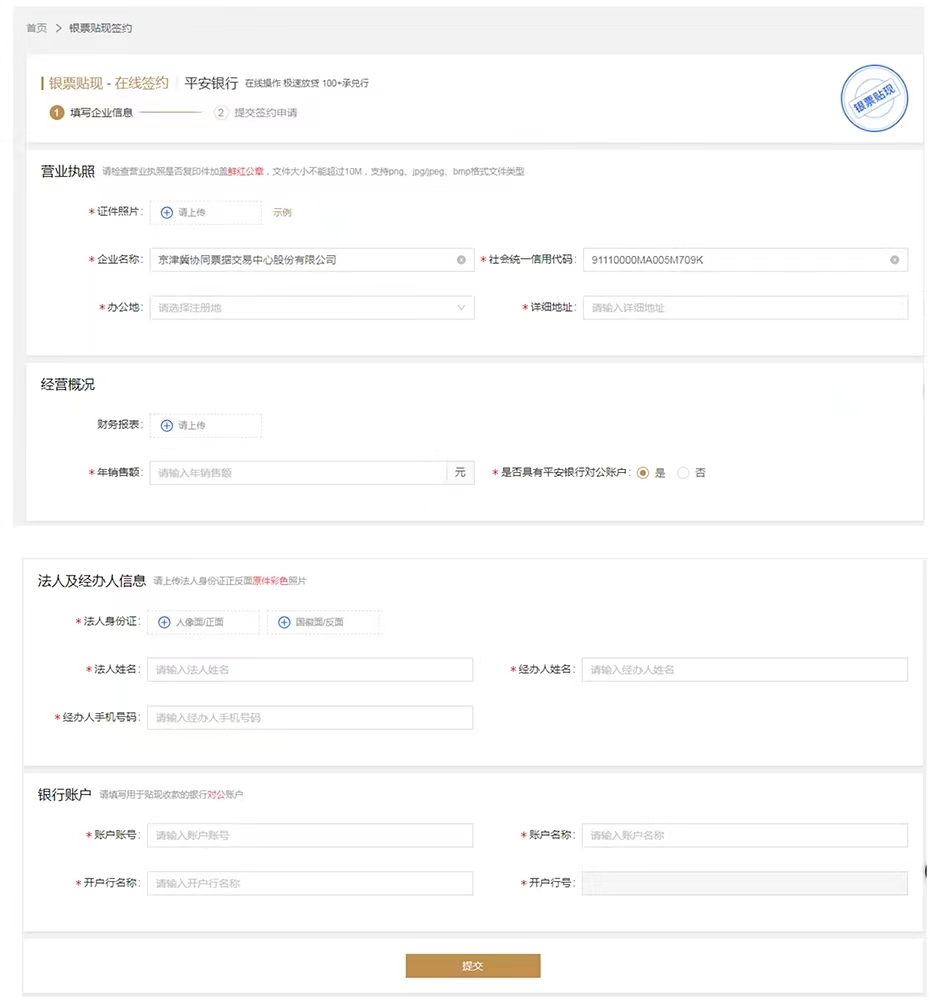 首页 > 银票贴现签约
银票贴现 - 在线签约 平安银行 在线操作 极速放贷 100+承兑行
1 填写企业信息 2 提交签约申请
银票贴现
营业执照 请检查营业执照是否复印件加盖鲜红公章，文件大小不能超过10M，支持png、jpg/jpeg、bmp格式文件类型
*证件照片: 请上传 示例
*企业名称: 京津冀协同票据交易中心股份有限公司 *社会统一信用代码: 91110000MA005M709K
*办公地: 请选择注册地 *详细地址: 请输入详细地址
经营概况
财务报表: 请上传
*年销售额: 请输入年销售额 元 *是否具有平安银行对公账户: 是 否
法人及经办人信息 请上传法人身份证正反面原件彩色照片
*法人身份证: 人像面/正面 国徽面/反面
*法人姓名: 请输入法人姓名 *经办人姓名: 请输入经办人姓名
*经办人手机号码: 请输入经办人手机号码
银行账户 请填写用于贴现收款的银行对公账户
*账户账号: 请输入账户账号 *账户名称: 请输入账户名称
*开户行名称: 请输入开户行名称 *开户行号:
提交